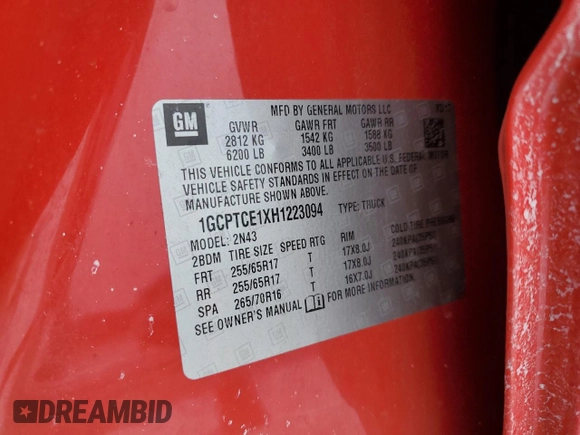 MFD BY GENERAL MOTORS LLC
GM
GVWR GAWR FRT GAWR RR
2812 KG 1542 KG 1588 KG
6200 LB 3400 LB 3500 LB
THIS VEHICLE CONFORMS TO ALL APPLICABLE U.S. FEDERAL MOTOR
VEHICLE SAFETY STANDARDS IN EFFECT ON THE DATE OF
MANUFACTURE SHOWN ABOVE.
1GCPTCE1XH1223094 TYPE: TRUCK
MODEL: 2N43
2BDM TIRE SIZE SPEED RTG RIM COLD TIRE PRESSURE
FRT 255/65R17 T 17X8.0J
RR 255/65R17 T 17X8.0J
SPA 265/70R16 T 16X7.0J
SEE OWNER'S MANUAL FOR MORE INFORMATION.
DREAMBID